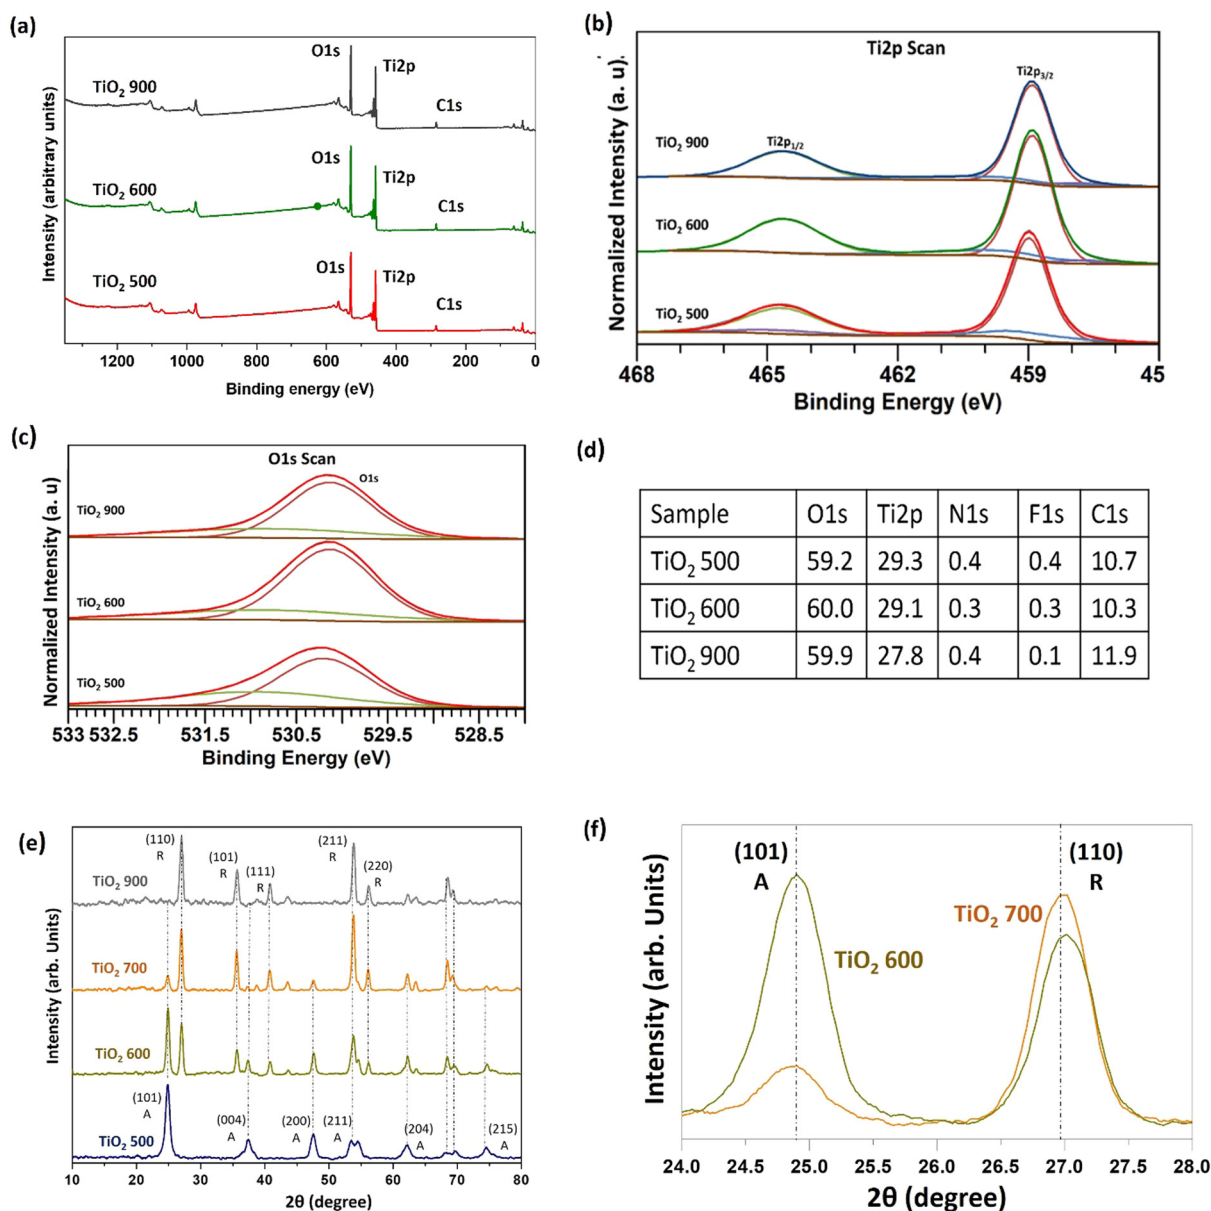 (a)
Intensity (arbitrary units)
TiO2 900
O1s
Ti2p
C1s
TiO2 600
O1s
Ti2p
C1s
TiO2 500
O1s
Ti2p
C1s
1200 1000 800 600 400 200 0
Binding energy (eV)
(b)
Normalized Intensity (a. u.)
Ti2p Scan
Ti2p3/2
TiO2 900
Ti2p1/2
TiO2 600
TiO2 500
468 465 462 459 45
Binding Energy (eV)
(c)
Normalized Intensity (a. u)
O1s Scan
O1s
TiO2 900
TiO2 600
TiO2 500
533 532.5 531.5 530.5 529.5 528.5
Binding Energy (eV)
(d)
Sample O1s Ti2p N1s F1s C1s
TiO2 500 59.2 29.3 0.4 0.4 10.7
TiO2 600 60.0 29.1 0.3 0.3 10.3
TiO2 900 59.9 27.8 0.4 0.1 11.9
(e)
Intensity (arb. Units)
(110)
R
(101)
R
(111)
R
(211)
R
(220)
R
TiO2 900
TiO2 700
TiO2 600
(101)
A
(004)
A
(200)
A
(211)
A
(204)
A
(215)
A
TiO2 500
10 20 30 40 50 60 70 80
2θ (degree)
(f)
Intensity (arb. Units)
(101)
A
(110)
R
TiO2 700
TiO2 600
24.0 24.5 25.0 25.5 26.0 26.5 27.0 27.5 28.0
2θ (degree)